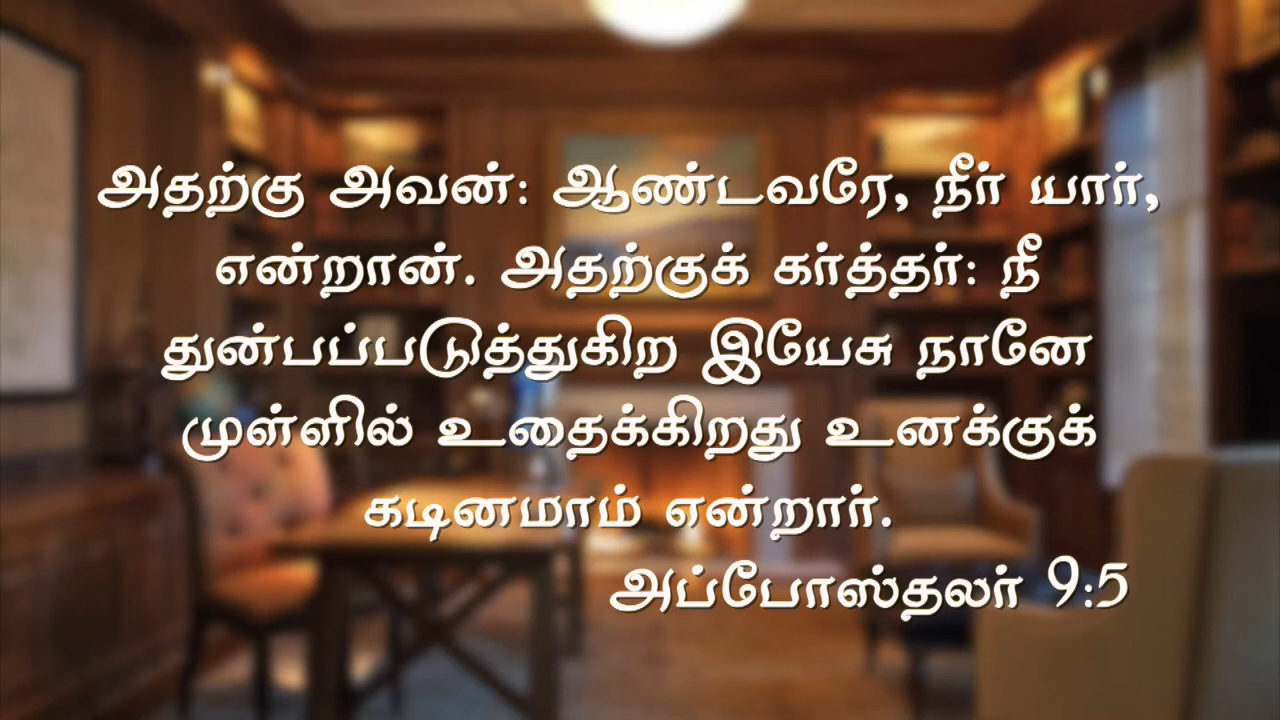 அதற்கு அவன்: ஆண்டவரே, நீர் யார்,
என்றான். அதற்குக் கர்த்தர்: நீ
துன்பப்படுத்துகிற இயேசு நானே
முள்ளில் உதைக்கிறது உனக்குக்
கடினமாம் என்றார்.
அப்போஸ்தலர் 9:5